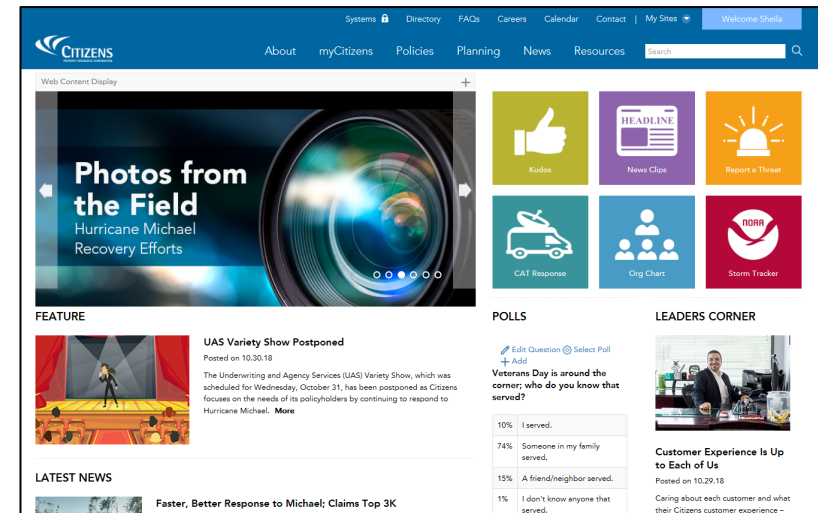 Systems Directory FAQs Careers Calendar Contact | My Sites Welcome Sheila
CITIZENS
PROPERTY INSURANCE CORPORATION
About myCitizens Policies Planning News Resources Search
Web Content Display
Photos from
the Field
Hurricane Michael
Recovery Efforts
Kudos
HEADLINE
News Clips
Report a Threat
CAT Response
Org Chart
NOAA
Storm Tracker
FEATURE
UAS Variety Show Postponed
Posted on 10.30.18
The Underwriting and Agency Services (UAS) Variety Show, which was
scheduled for Wednesday, October 31, has been postponed as Citizens
focuses on the needs of its policyholders by continuing to respond to
Hurricane Michael. More
LATEST NEWS
Faster, Better Response to Michael; Claims Top 3K
POLLS
Edit Question Select Poll
Add
Veterans Day is around the
corner; who do you know that
served?
10% I served.
74% Someone in my family
served.
15% A friend/neighbor served.
1% I don't know anyone that
served.
LEADERS CORNER
Customer Experience Is Up
to Each of Us
Posted on 10.29.18
Caring about each customer and what
their Citizens customer experience –